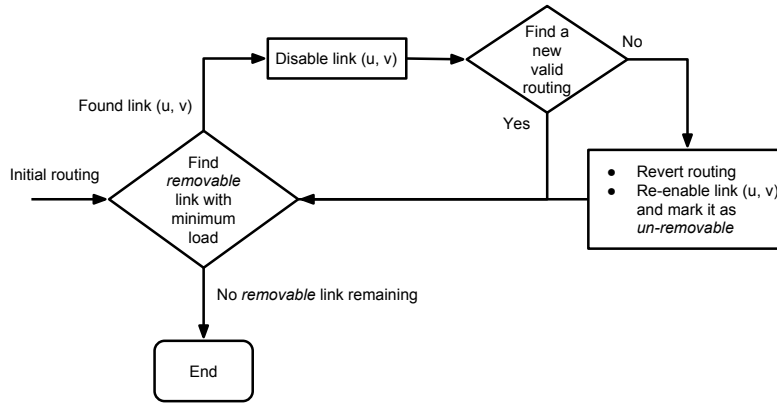 Disable link (u, v)
Find a
new
valid
routing
No
Yes
Found link (u, v)
Initial routing
Find
removable
link with
minimum
load
● Revert routing
● Re-enable link (u, v)
and mark it as
un-removable
No removable link remaining
End